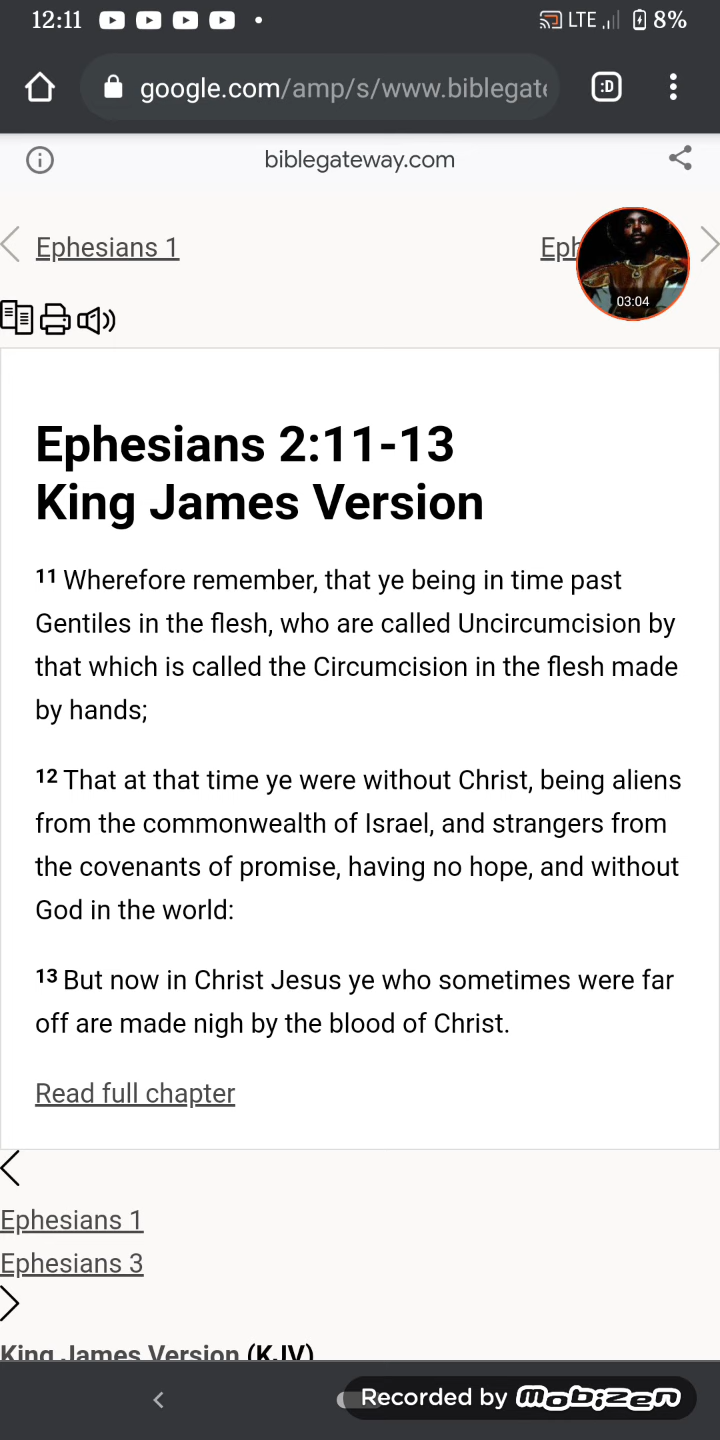 12:11 LTE 8%
google.com/amp/s/www.biblegate
:D
biblegateway.com
Ephesians 1
Eph
03:04
Ephesians 2:11-13
King James Version
11 Wherefore remember, that ye being in time past
Gentiles in the flesh, who are called Uncircumcision by
that which is called the Circumcision in the flesh made
by hands;
12 That at that time ye were without Christ, being aliens
from the commonwealth of Israel, and strangers from
the covenants of promise, having no hope, and without
God in the world:
13 But now in Christ Jesus ye who sometimes were far
off are made nigh by the blood of Christ.
Read full chapter
Ephesians 1
Ephesians 3
King James Version (KJV)
Recorded by mobizen